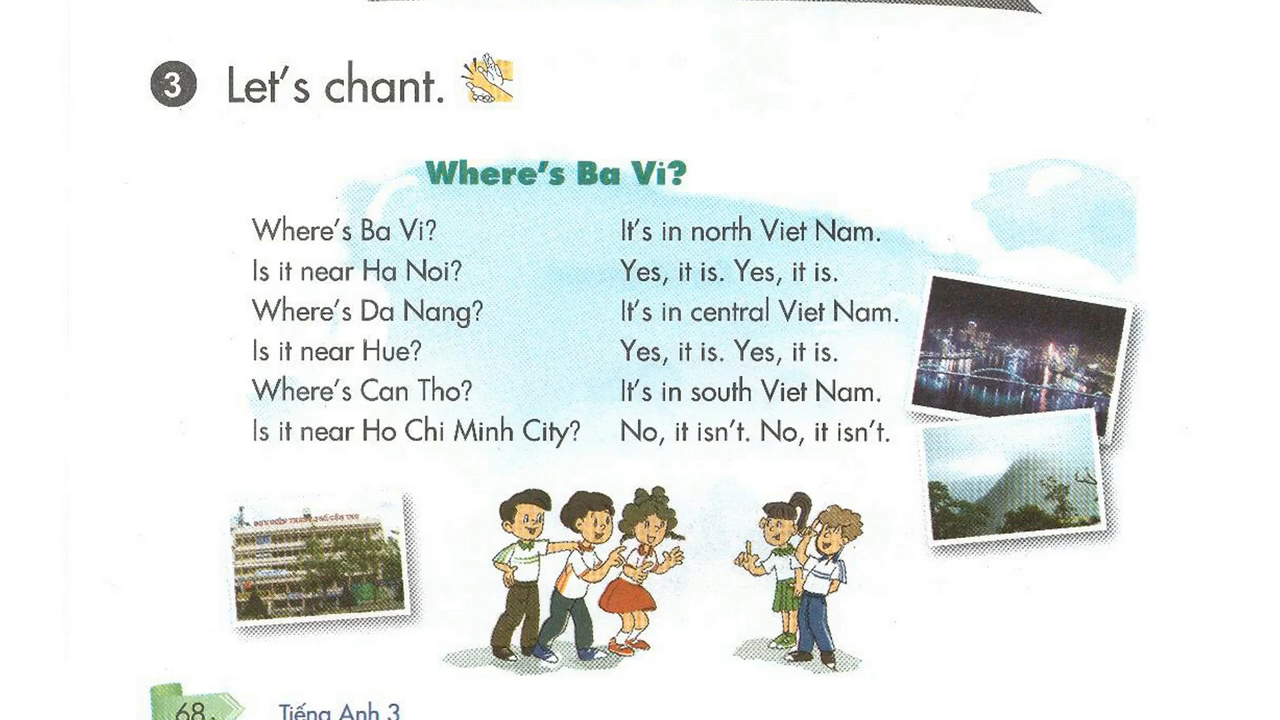 3 Let's chant.
Where's Ba Vi?
Where's Ba Vi? It's in north Viet Nam.
Is it near Ha Noi? Yes, it is. Yes, it is.
Where's Da Nang? It's in central Viet Nam.
Is it near Hue? Yes, it is. Yes, it is.
Where's Can Tho? It's in south Viet Nam.
Is it near Ho Chi Minh City? No, it isn't. No, it isn't.
68 Tiếng Anh 3